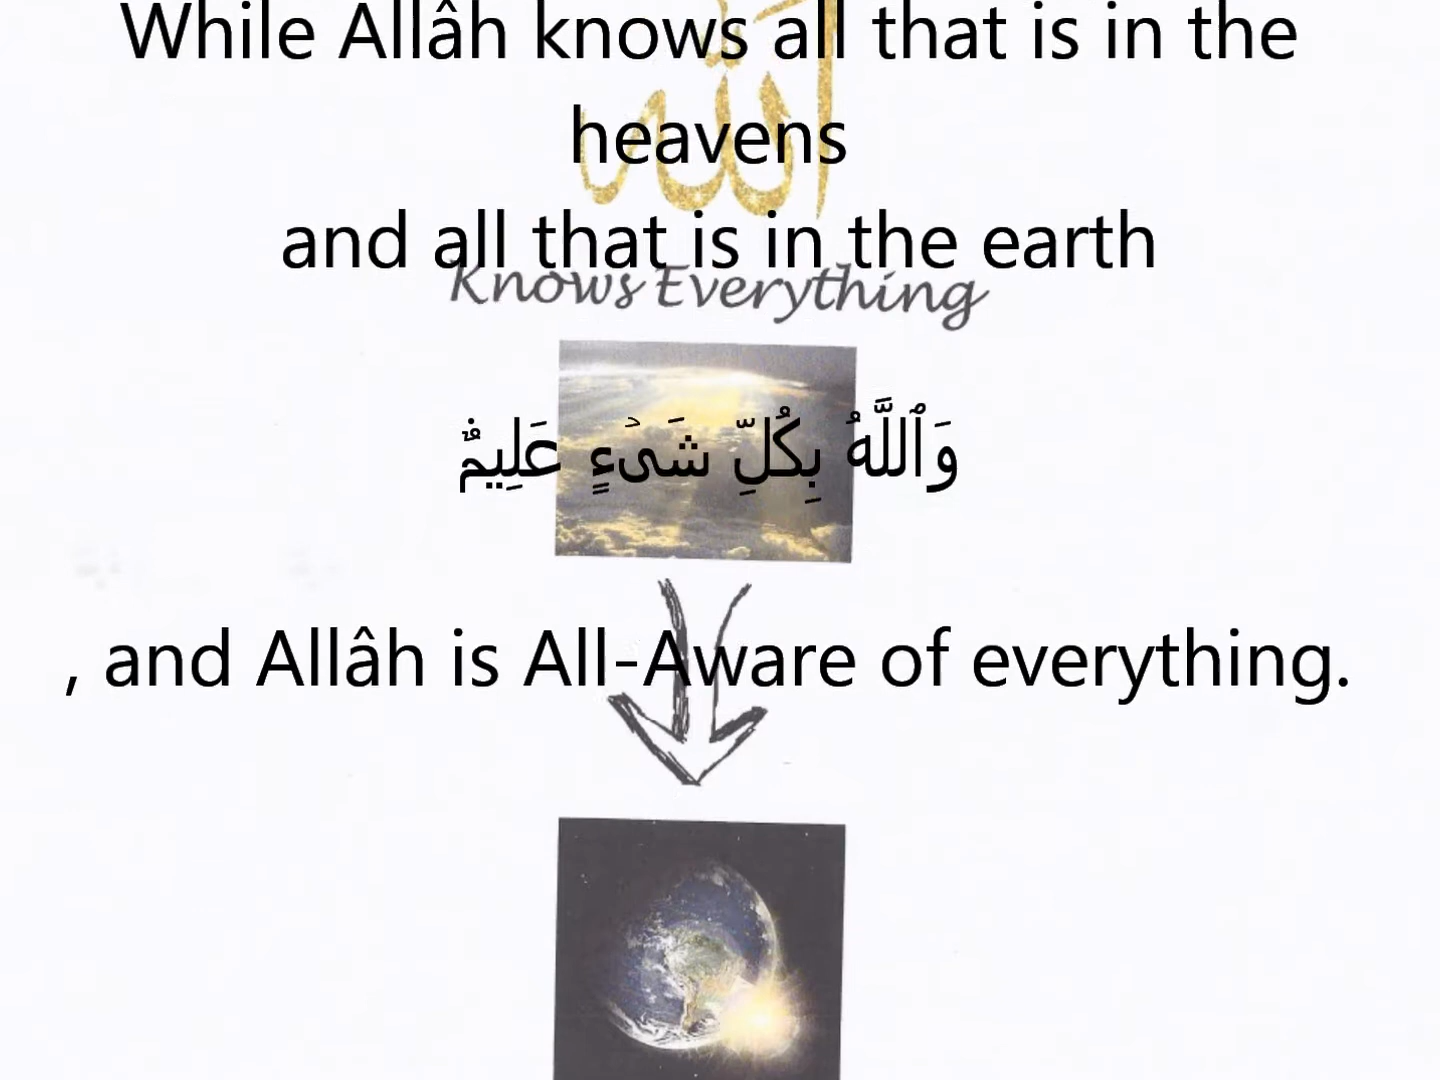 While Allâh knows all that is in the
heavens
الله
and all that is in the earth
Knows Everything
وَٱللَّهُ بِكُلِّ شَىْءٍ عَلِيمٌ
, and Allâh is All-Aware of everything.